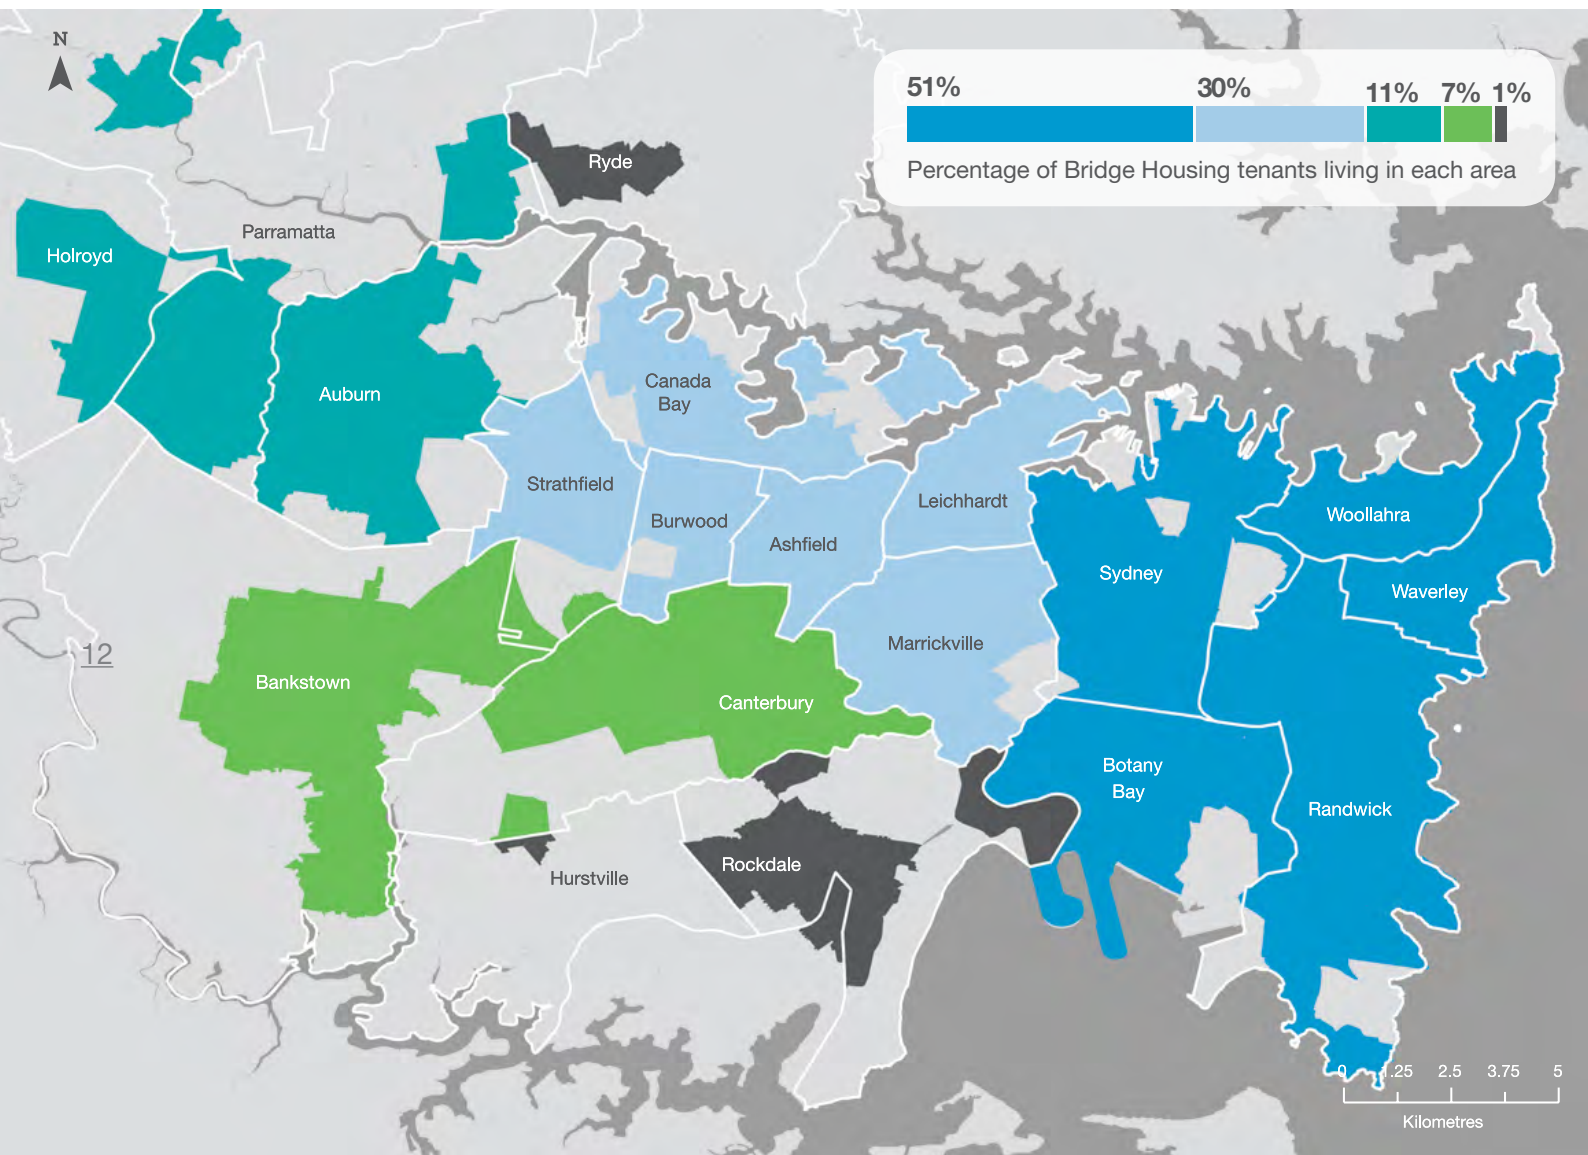 N
51%
30%
11%
7%
1%
Percentage of Bridge Housing tenants living in each area
Ryde
Parramatta
Holroyd
Auburn
Canada
Bay
Strathfield
Burwood
Ashfield
Leichhardt
Woollahra
Sydney
Waverley
Marrickville
12
Bankstown
Canterbury
Botany
Bay
Randwick
Rockdale
Hurstville
0 1.25 2.5 3.75 5
Kilometres